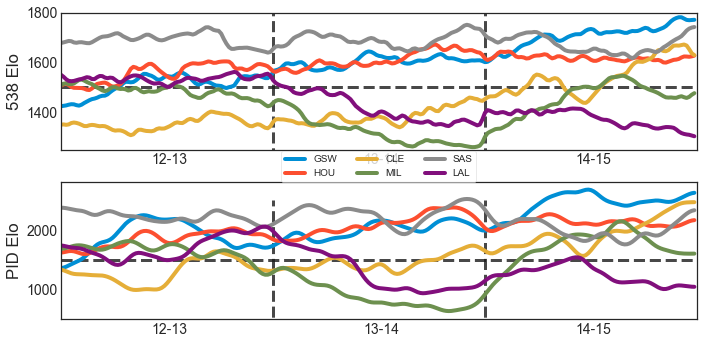 1800
1600
1400
538 Elo
12-13
14-15
GSW CLE SAS
HOU MIL LAL
2000
1000
PID Elo
12-13 13-14 14-15